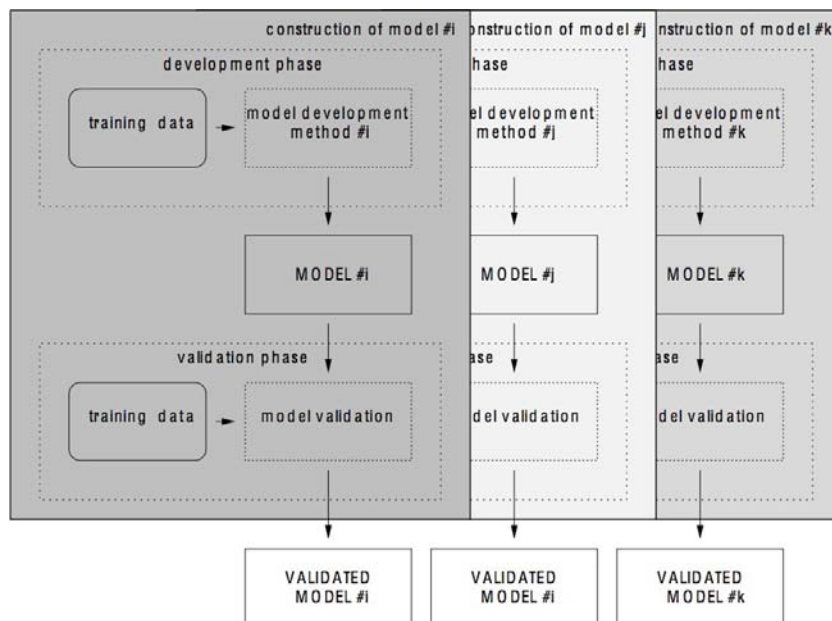 construction of model #i
development phase
training data
model development
method #i
MODEL #i
validation phase
training data
model validation
VALIDATED
MODEL #i
onstruction of model #j
phase
el development
method #j
MODEL #j
ase
del validation
VALIDATED
MODEL #i
nstruction of model #k
hase
el development
method #k
MODEL #k
ase
del validation
VALIDATED
MODEL #k